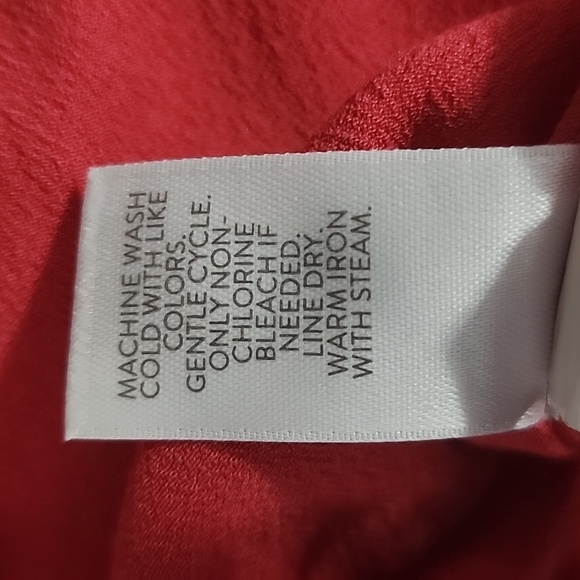 MACHINE WASH
COLD WITH LIKE
COLORS.
GENTLE CYCLE.
ONLY NON-
CHLORINE
BLEACH IF
NEEDED.
LINE DRY.
WARM IRON
WITH STEAM.